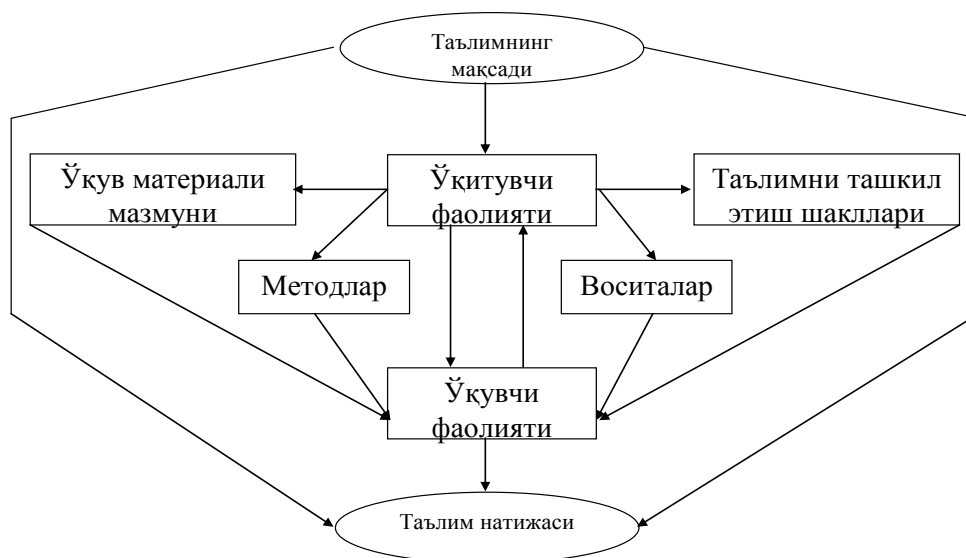 Таълимнинг
мақсади
Ўқув материали
мазмуни
Ўқитувчи
фаолияти
Таълимни ташкил
этиш шакллари
Методлар
Воситалар
Ўқувчи
фаолияти
Таълим натижаси